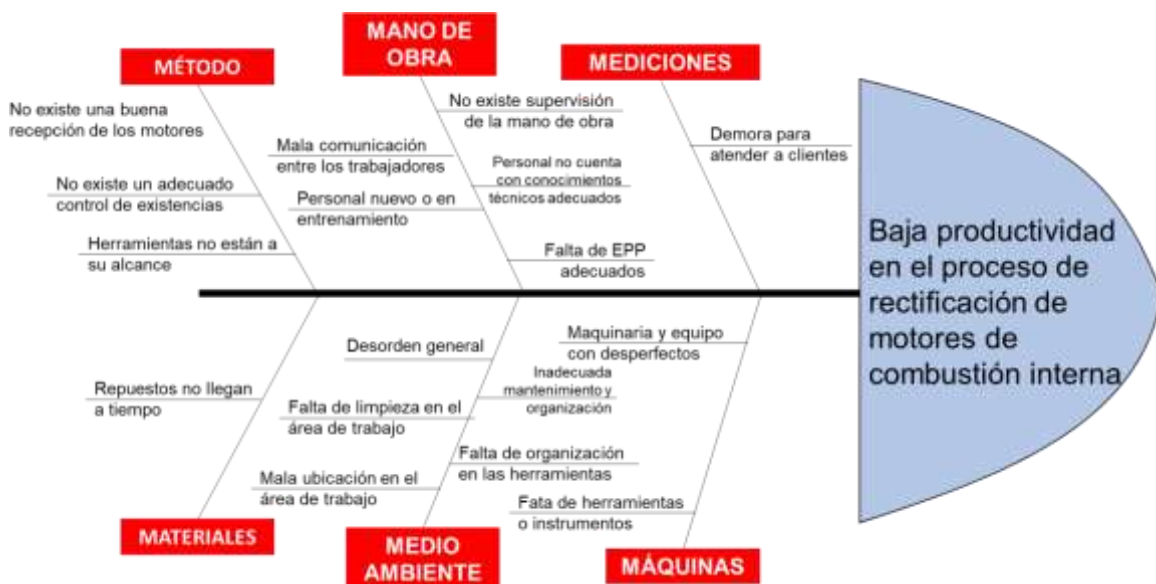 MÉTODO
No existe una buena
recepción de los motores
No existe un adecuado
control de existencias
Herramientas no están a
su alcance
MANO DE
OBRA
Mala comunicación
entre los trabajadores
Personal nuevo o en
entrenamiento
No existe supervisión
de la mano de obra
Personal no cuenta
con conocimientos
técnicos adecuados
Falta de EPP
adecuados
MEDICIONES
Demora para
atender a clientes
Baja productividad
en el proceso de
rectificación de
motores de
combustión interna
Repuestos no llegan
a tiempo
MATERIALES
Desorden general
Falta de limpieza en el
área de trabajo
Mala ubicación en el
área de trabajo
Inadecuada
mantenimiento y
organización
Falta de organización
en las herramientas
MEDIO
AMBIENTE
Maquinaria y equipo
con desperfectos
Fata de herramientas
o instrumentos
MÁQUINAS